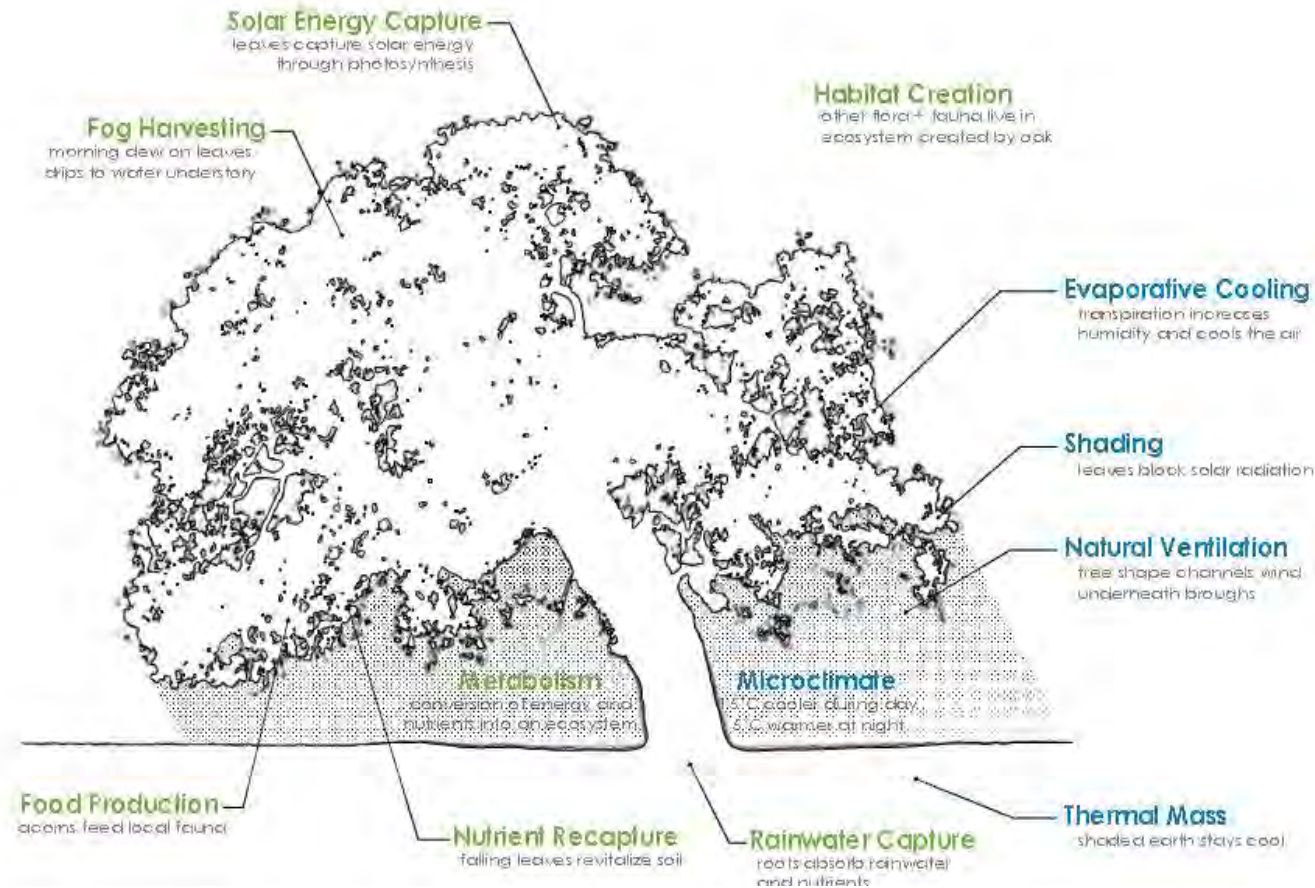 Solar Energy Capture
leaves capture solar energy
through photosynthesis
Habitat Creation
other flora + fauna live in
ecosystem created by oak
Fog Harvesting
morning dew on leaves
drips to water understory
Evaporative Cooling
transpiration increases
humidity and cools the air
Shading
leaves block solar radiation
Natural Ventilation
tree shape channels wind
underneath broughs
Metabolism
conversion of energy and
nutrients into an ecosystem
Microclimate
5°C cooler during day
5°C warmer at night
Food Production
acorns feed local fauna
Nutrient Recapture
falling leaves revitalize soil
Rainwater Capture
roots absorb rainwater
and nutrients
Thermal Mass
shaded earth stays cool